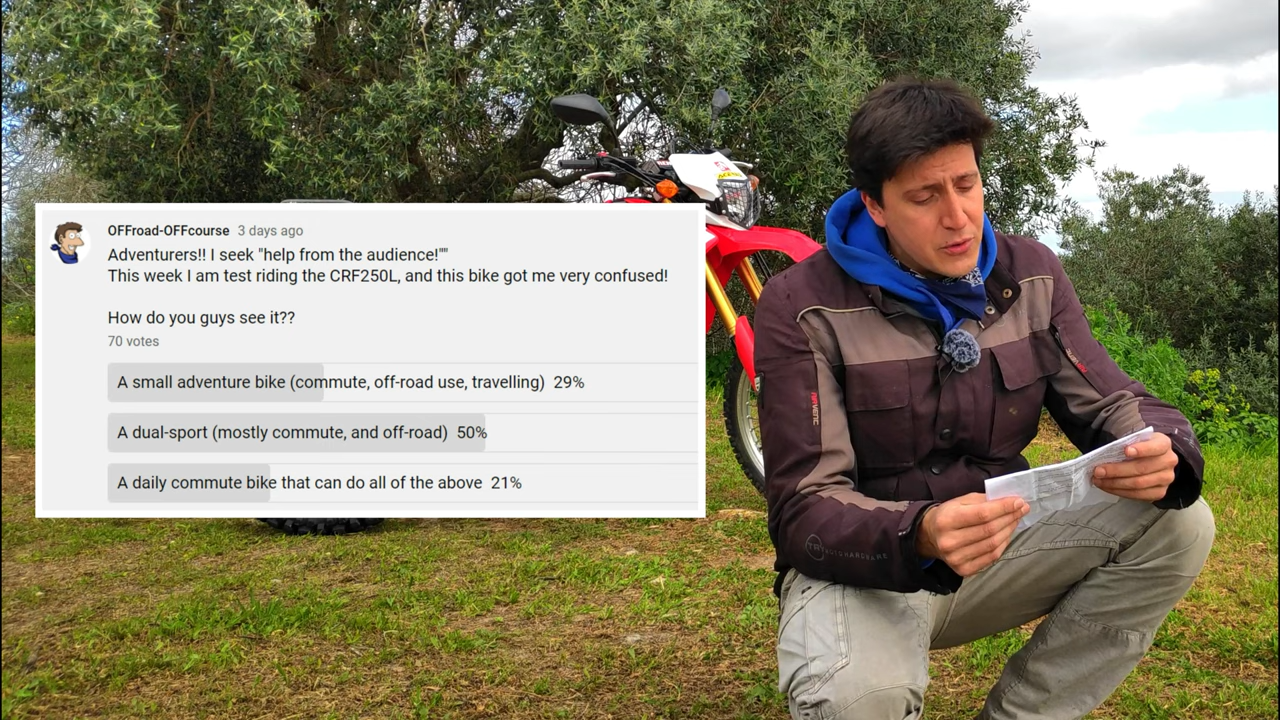 OFFroad-OFFcourse 3 days ago
Adventurers!! I seek "help from the audience!""
This week I am test riding the CRF250L, and this bike got me very confused!
How do you guys see it??
70 votes
A small adventure bike (commute, off-road use, travelling) 29%
A dual-sport (mostly commute, and off-road) 50%
A daily commute bike that can do all of the above 21%